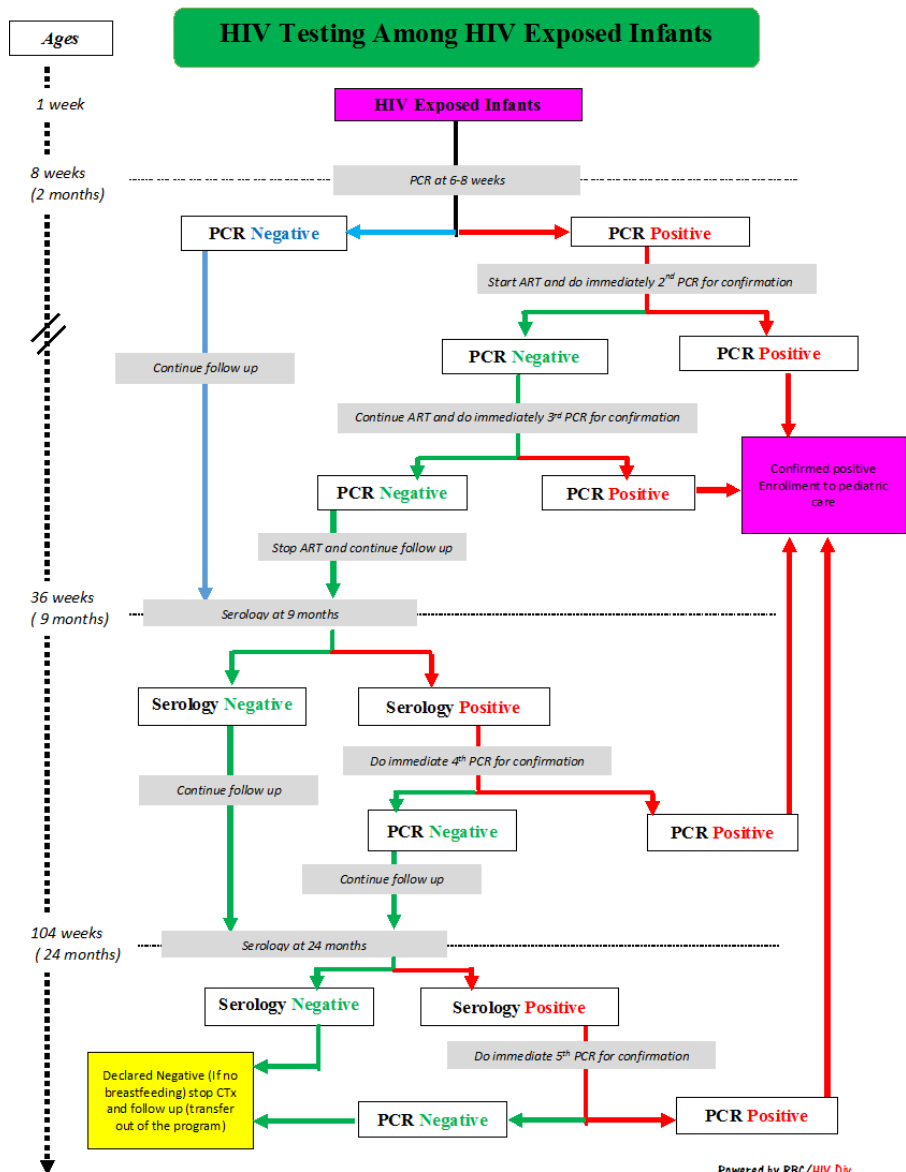 Ages
HIV Testing Among HIV Exposed Infants
1 week
HIV Exposed Infants
8 weeks
(2 months)
PCR at 6-8 weeks
PCR Negative
PCR Positive
Start ART and do immediately 2nd PCR for confirmation
PCR Negative
PCR Positive
Continue follow up
Continue ART and do immediately 3rd PCR for confirmation
Confirmed positive
Enrollment to pediatric
care
PCR Negative
PCR Positive
Stop ART and continue follow up
36 weeks
( 9 months)
Serology at 9 months
Serology Negative
Serology Positive
Do immediate 4th PCR for confirmation
Continue follow up
PCR Negative
PCR Positive
Continue follow up
104 weeks
( 24 months)
Serology at 24 months
Serology Negative
Serology Positive
Do immediate 5th PCR for confirmation
Declared Negative (If no
breastfeeding) stop CTx
and follow up (transfer
out of the program)
PCR Negative
PCR Positive
Powered by RBC/HIV Div